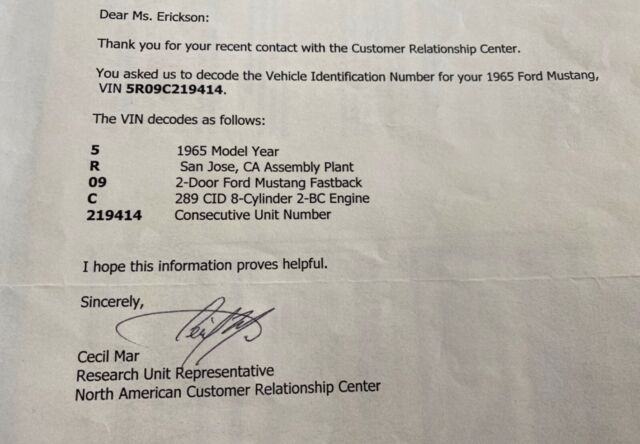 Dear Ms. Erickson:
Thank you for your recent contact with the Customer Relationship Center.
You asked us to decode the Vehicle Identification Number for your 1965 Ford Mustang,
VIN 5R09C219414.
The VIN decodes as follows:
5 1965 Model Year
R San Jose, CA Assembly Plant
09 2-Door Ford Mustang Fastback
C 289 CID 8-Cylinder 2-BC Engine
219414 Consecutive Unit Number
I hope this information proves helpful.
Sincerely,
Cecil Mar
Research Unit Representative
North American Customer Relationship Center